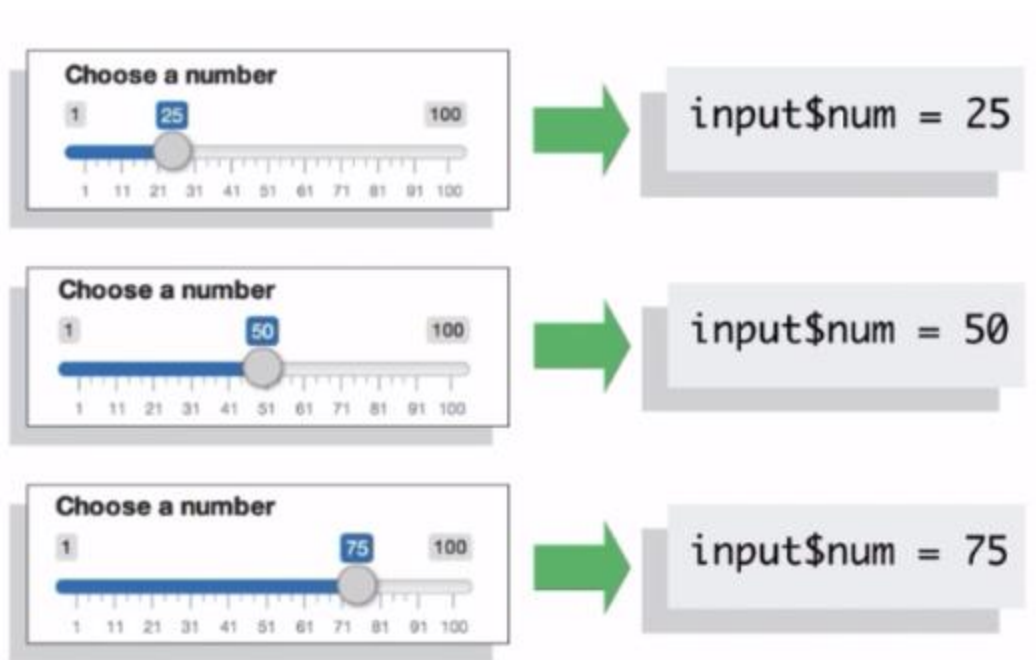 Choose a number
1 25 100
1 11 21 31 41 51 61 71 81 91 100
input$num = 25
Choose a number
1 50 100
1 11 21 31 41 51 61 71 81 91 100
input$num = 50
Choose a number
1 75 100
1 11 21 31 41 51 61 71 81 91 100
input$num = 75